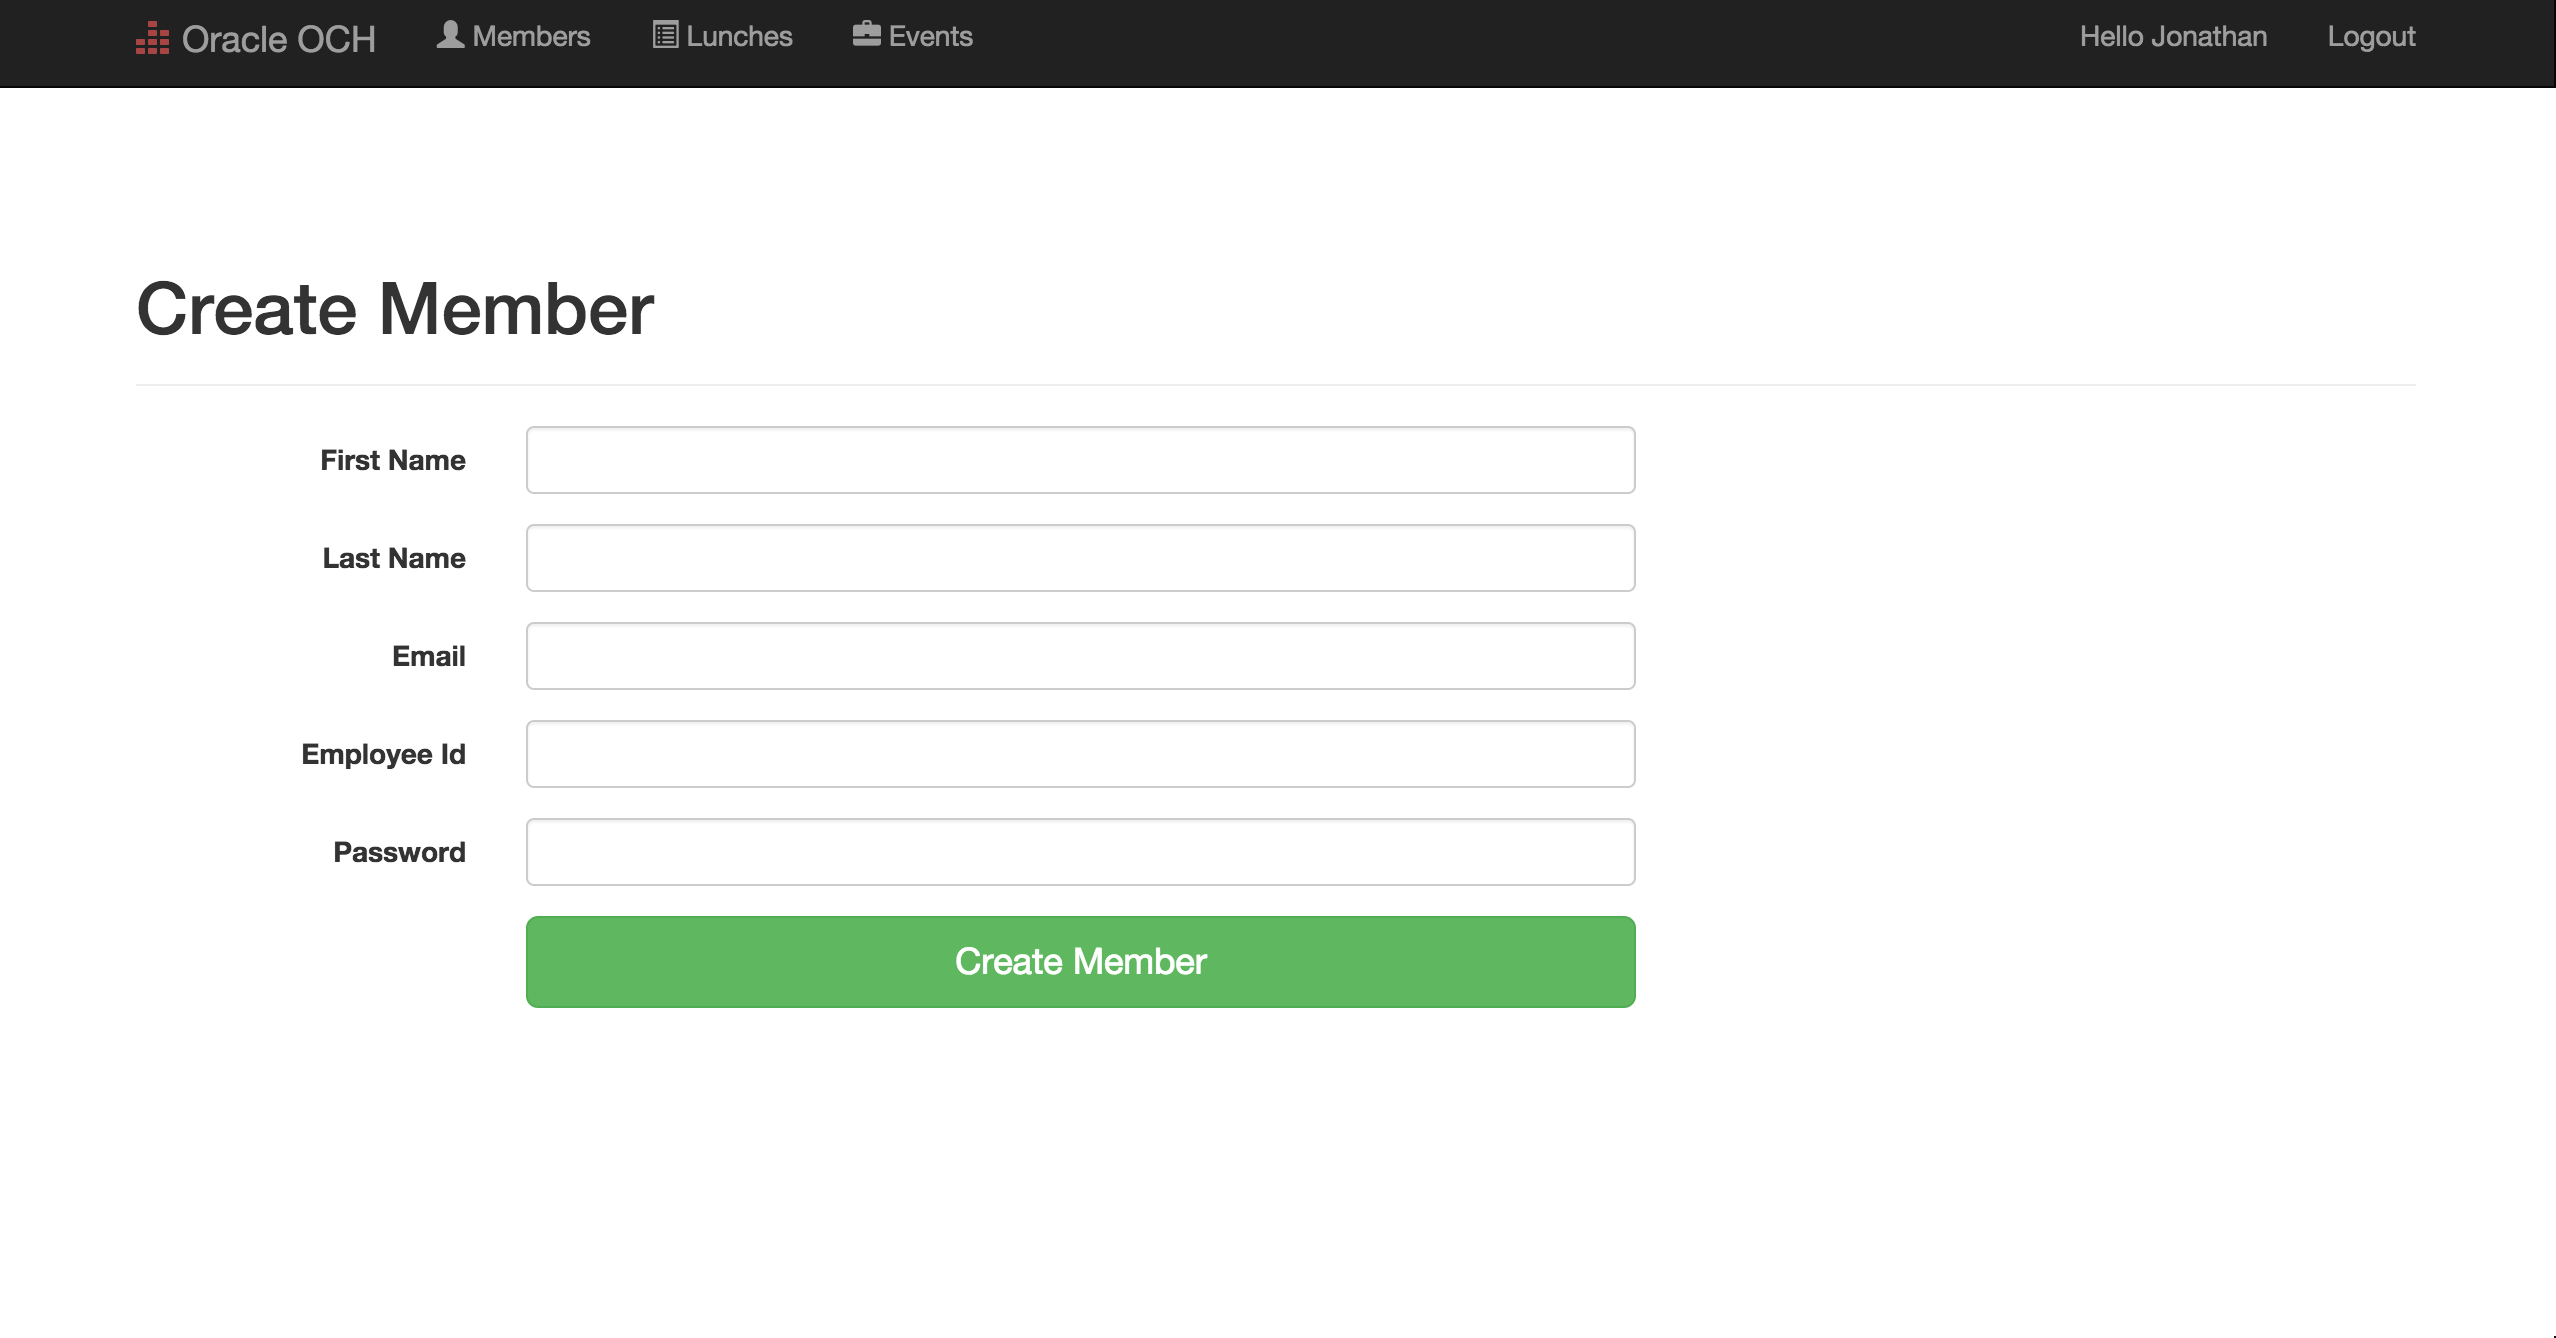 Oracle OCH Members Lunches Events Hello Jonathan Logout
Create Member
First Name
Last Name
Email
Employee Id
Password
Create Member